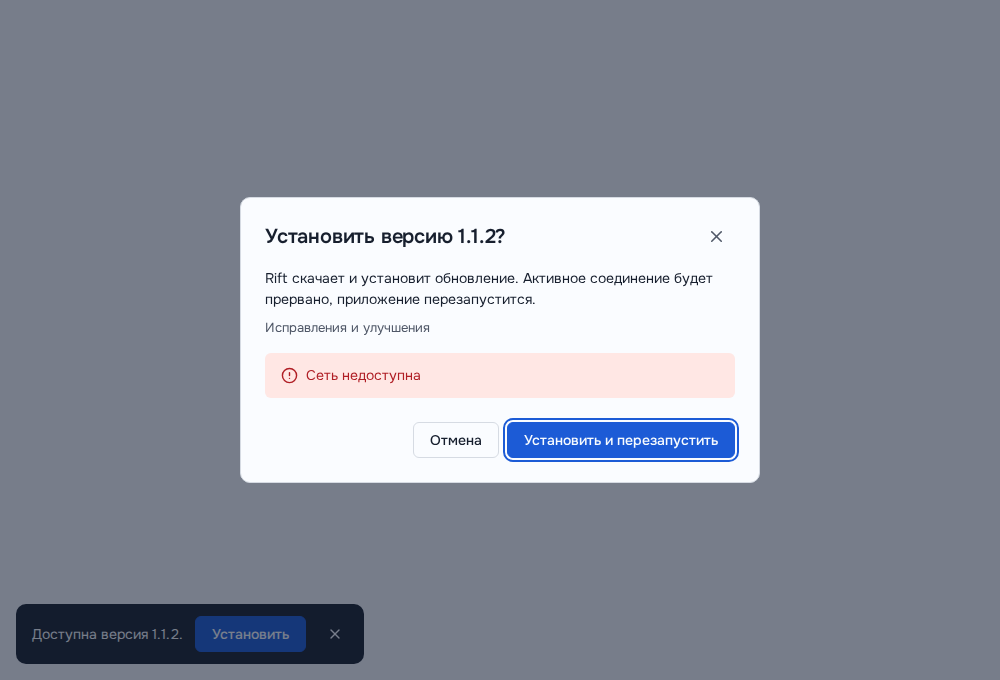 Установить версию 1.1.2?
Rift скачает и установит обновление. Активное соединение будет
прервано, приложение перезапустится.
Исправления и улучшения
Сеть недоступна
Отмена
Установить и перезапустить
Доступна версия 1.1.2.
Установить